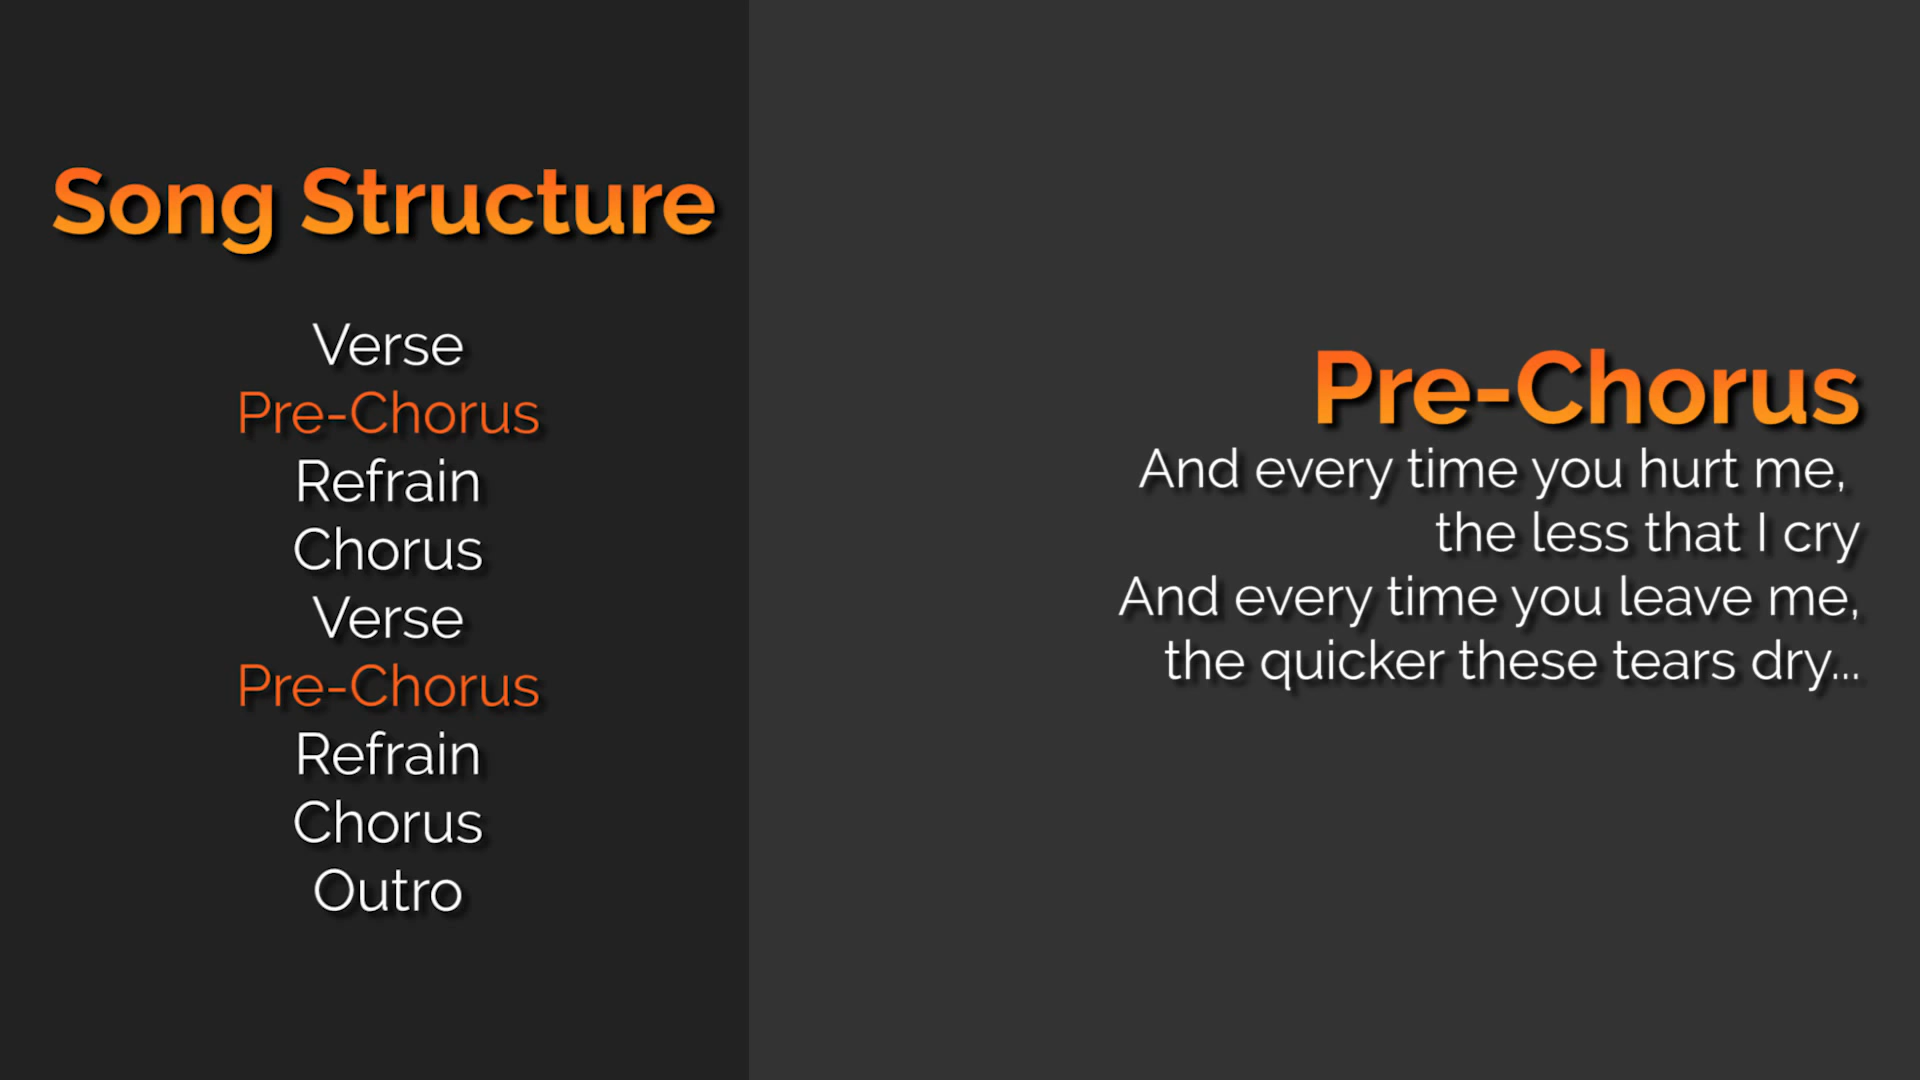 Song Structure
Verse
Pre-Chorus
Refrain
Chorus
Verse
Pre-Chorus
Refrain
Chorus
Outro
Pre-Chorus
And every time you hurt me,
the less that I cry
And every time you leave me,
the quicker these tears dry...